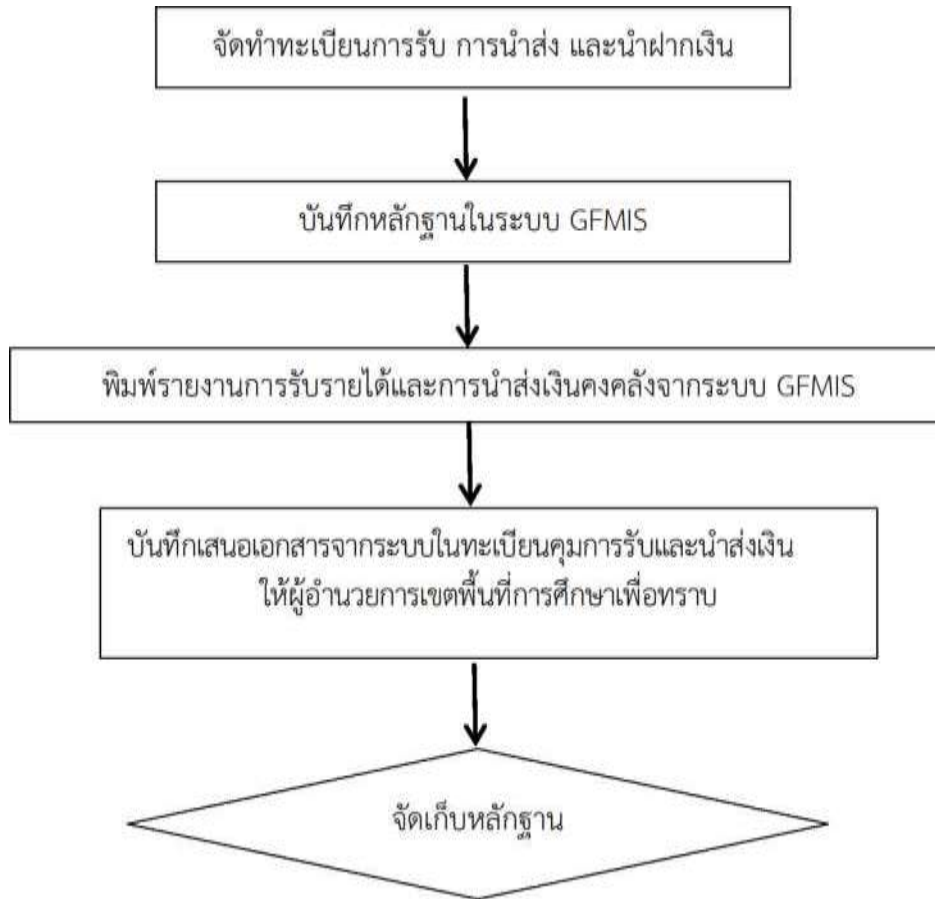 จัดทำทะเบียนการรับ การนำส่ง และนำฝากเงิน
บันทึกหลักฐานในระบบ GFMIS
พิมพ์รายงานการรับรายได้และการนำส่งเงินคงคลังจากระบบ GFMIS
บันทึกเสนอเอกสารจากระบบในทะเบียนคุมการรับและนำส่งเงิน
ให้ผู้อำนวยการเขตพื้นที่การศึกษาเพื่อทราบ
จัดเก็บหลักฐาน